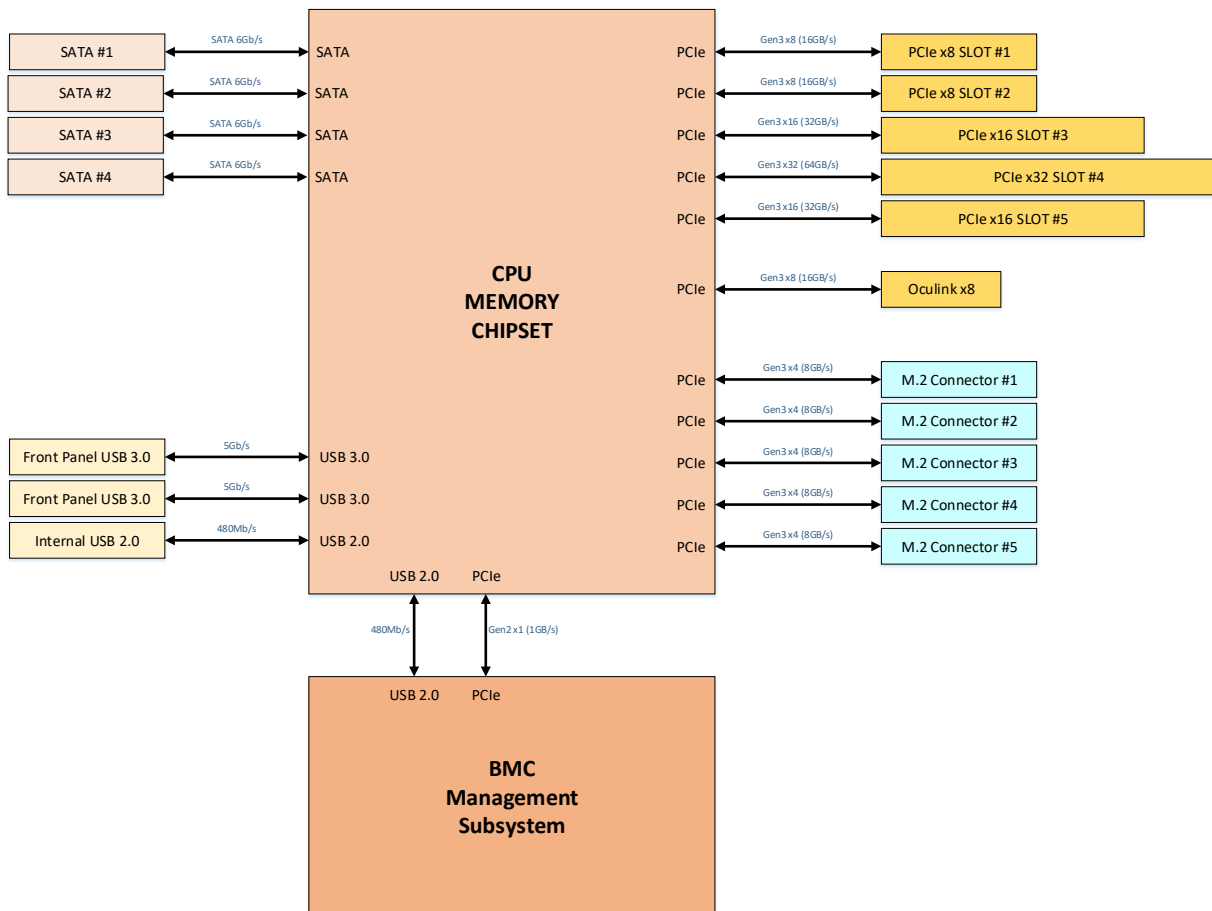 SATA #1
SATA 6Gb/s
SATA
PCIe
Gen3 x8 (16GB/s)
PCIe x8 SLOT #1
SATA #2
SATA 6Gb/s
SATA
PCIe
Gen3 x8 (16GB/s)
PCIe x8 SLOT #2
SATA #3
SATA 6Gb/s
SATA
PCIe
Gen3 x16 (32GB/s)
PCIe x16 SLOT #3
SATA #4
SATA 6Gb/s
SATA
PCIe
Gen3 x32 (64GB/s)
PCIe x32 SLOT #4
PCIe
Gen3 x16 (32GB/s)
PCIe x16 SLOT #5
CPU
MEMORY
CHIPSET
PCIe
Gen3 x8 (16GB/s)
Oculink x8
PCIe
Gen3 x4 (8GB/s)
M.2 Connector #1
PCIe
Gen3 x4 (8GB/s)
M.2 Connector #2
Front Panel USB 3.0
5Gb/s
USB 3.0
PCIe
Gen3 x4 (8GB/s)
M.2 Connector #3
Front Panel USB 3.0
5Gb/s
USB 3.0
PCIe
Gen3 x4 (8GB/s)
M.2 Connector #4
Internal USB 2.0
480Mb/s
USB 2.0
PCIe
Gen3 x4 (8GB/s)
M.2 Connector #5
USB 2.0
PCIe
480Mb/s
Gen2 x1 (1GB/s)
USB 2.0
PCIe
BMC
Management
Subsystem